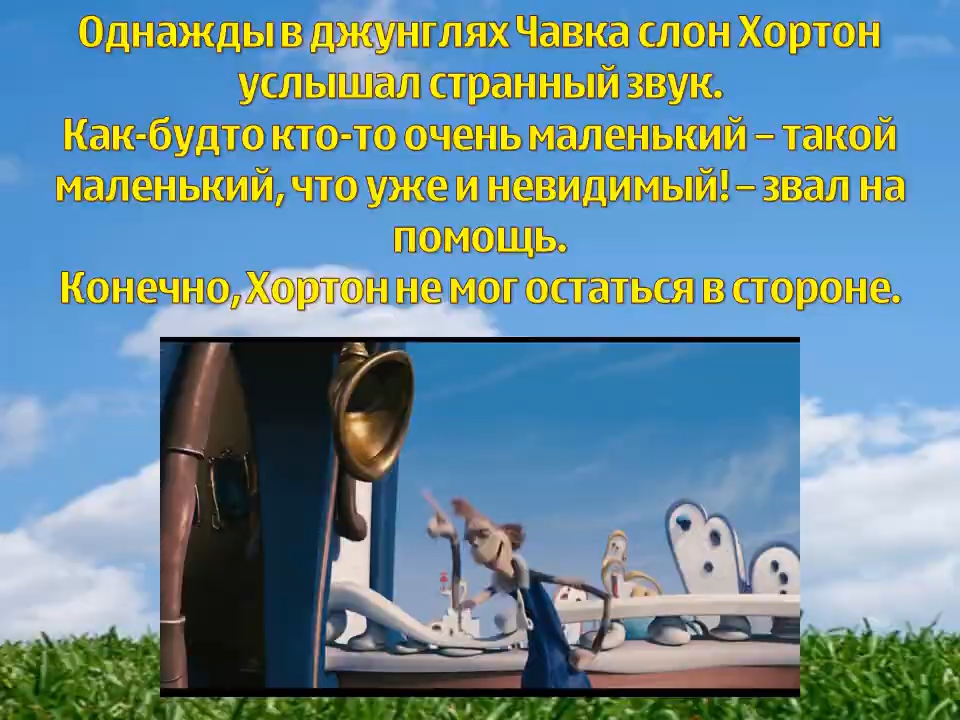 Однажды в джунглях Чавка слон Хортон
услышал странный звук.
Как-будто кто-то очень маленький – такой
маленький, что уже и невидимый! – звал на
помощь.
Конечно, Хортон не мог остаться в стороне.